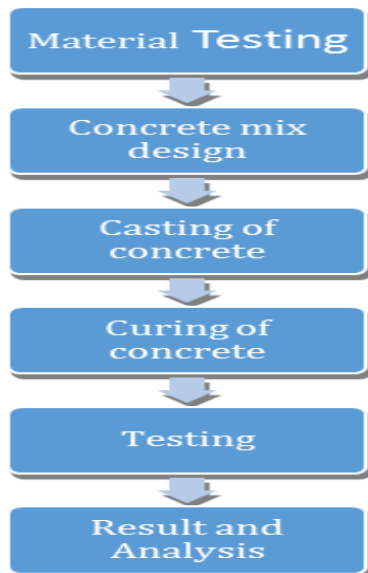 Material Testing
Concrete mix
design
Casting of
concrete
Curing of
concrete
Testing
Result and
Analysis